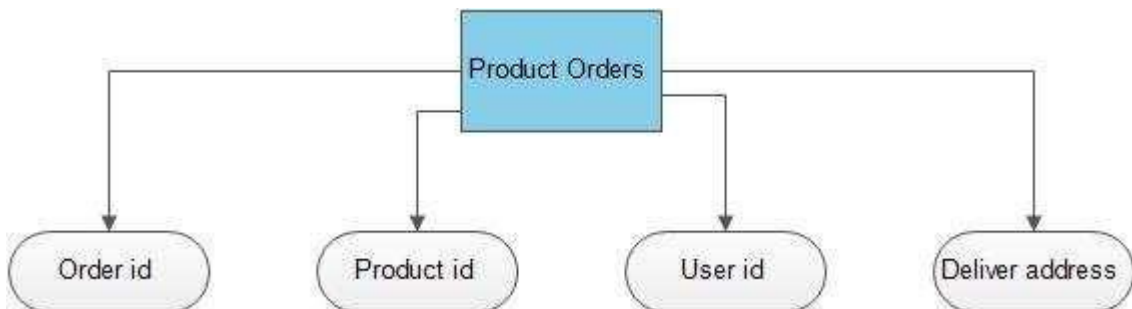 Product Orders
Order id
Product id
User id
Deliver address